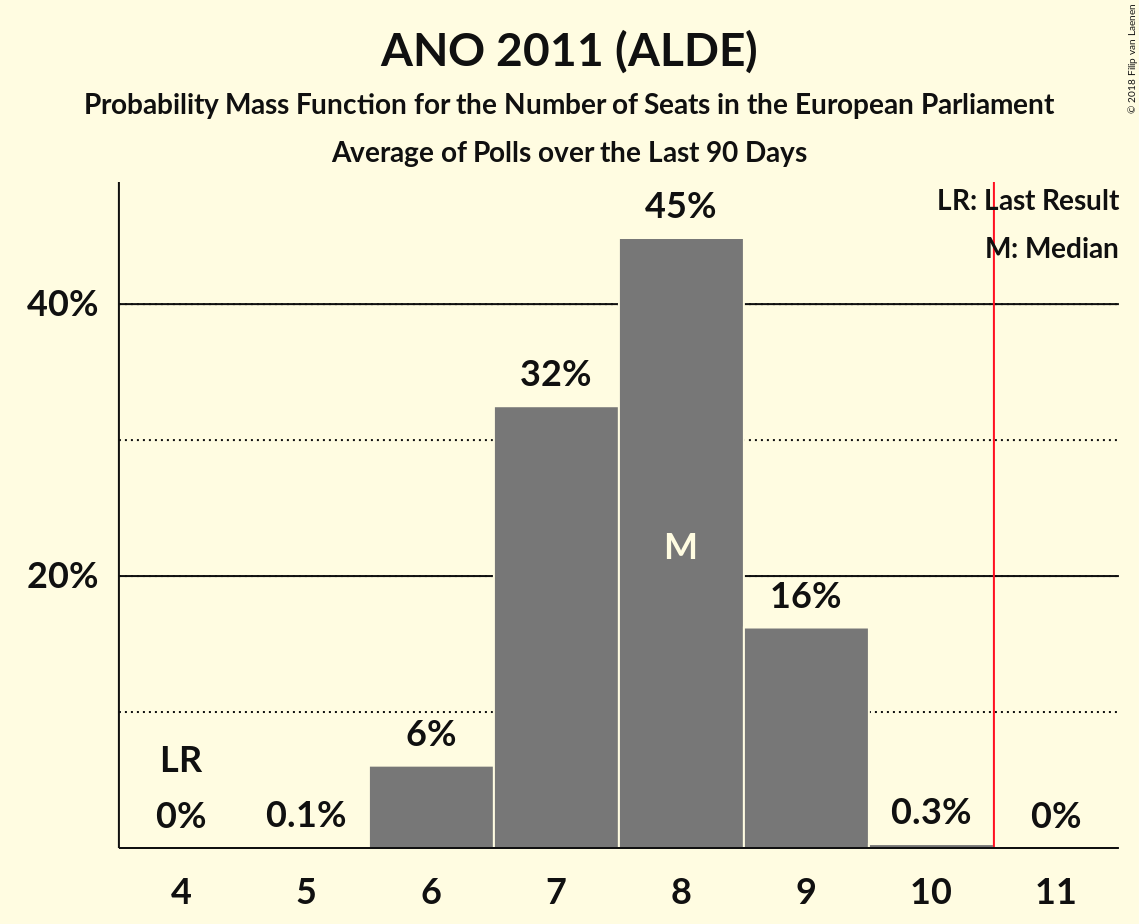 ANO 2011 (ALDE)
Probability Mass Function for the Number of Seats in the European Parliament
Average of Polls over the Last 90 Days
© 2018 Filip van Laenen
LR: Last Result
M: Median
45%
40%
32%
M
20%
16%
6%
LR
0%
0.1%
0.3%
0%
4 5 6 7 8 9 10 11